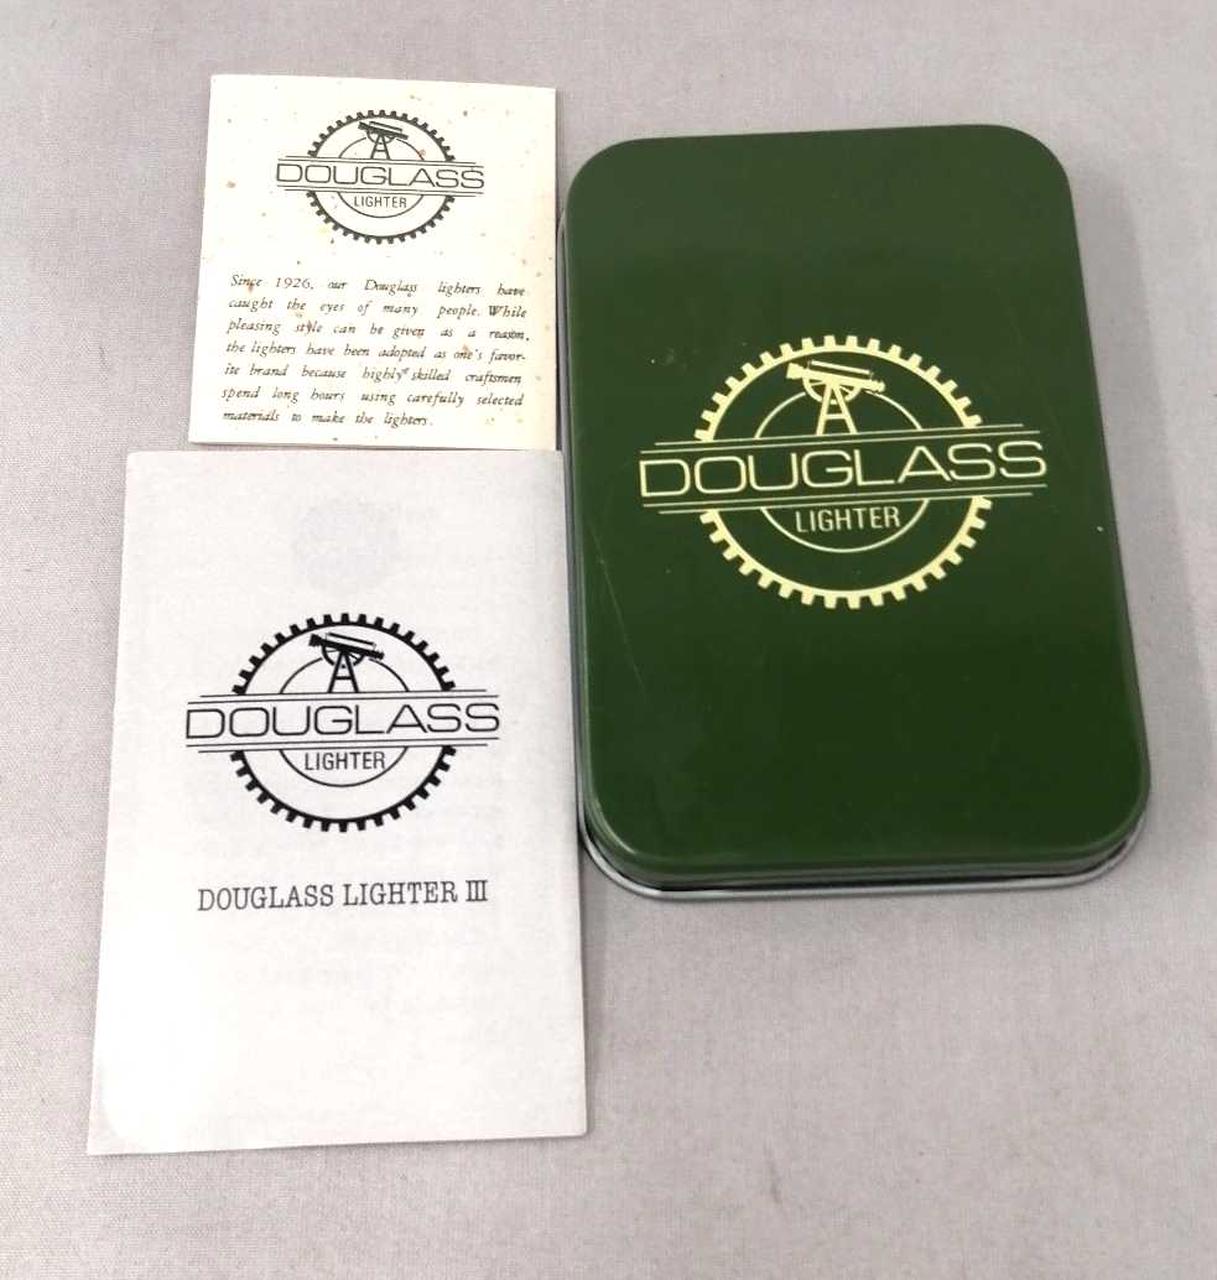 DOUGLASS
LIGHTER
Since 1926, our Douglass lighters have
caught the eyes of many people. While
pleasing style can be given as a reason,
the lighters have been adopted as one's favor-
ite brand because highly skilled craftsmen
spend long hours using carefully selected
materials to make the lighters.
DOUGLASS
LIGHTER
DOUGLASS
LIGHTER
DOUGLASS LIGHTER III